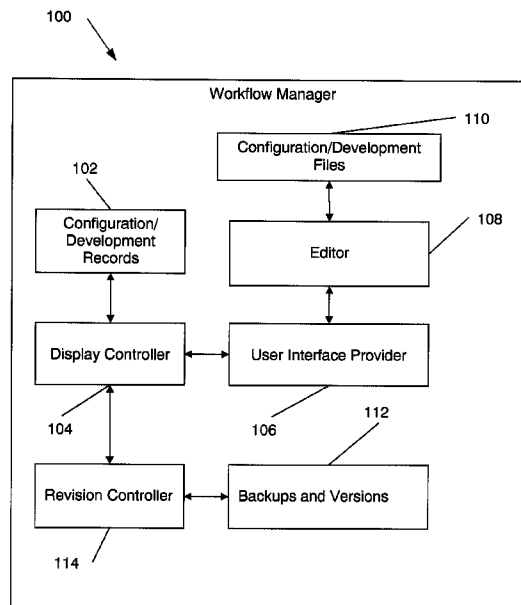 100
Workflow Manager
110
Configuration/Development
Files
102
Configuration/
Development
Records
108
Editor
Display Controller
User Interface Provider
104
106
112
Revision Controller
Backups and Versions
114